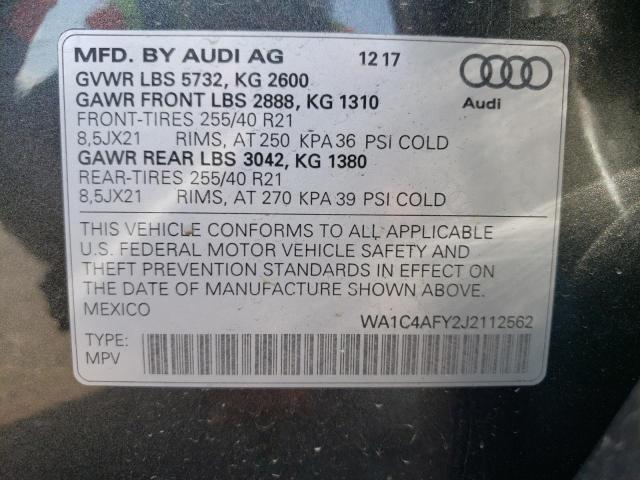 MFD. BY AUDI AG 12 17
GVWR LBS 5732, KG 2600
GAWR FRONT LBS 2888, KG 1310
Audi
FRONT-TIRES 255/40 R21
8,5JX21 RIMS, AT 250 KPA 36 PSI COLD
GAWR REAR LBS 3042, KG 1380
REAR-TIRES 255/40 R21
8,5JX21 RIMS, AT 270 KPA 39 PSI COLD
THIS VEHICLE CONFORMS TO ALL APPLICABLE
U.S. FEDERAL MOTOR VEHICLE SAFETY AND
THEFT PREVENTION STANDARDS IN EFFECT ON
THE DATE OF MANUFACTURE SHOWN ABOVE.
MEXICO
WA1C4AFY2J2112562
TYPE:
MPV